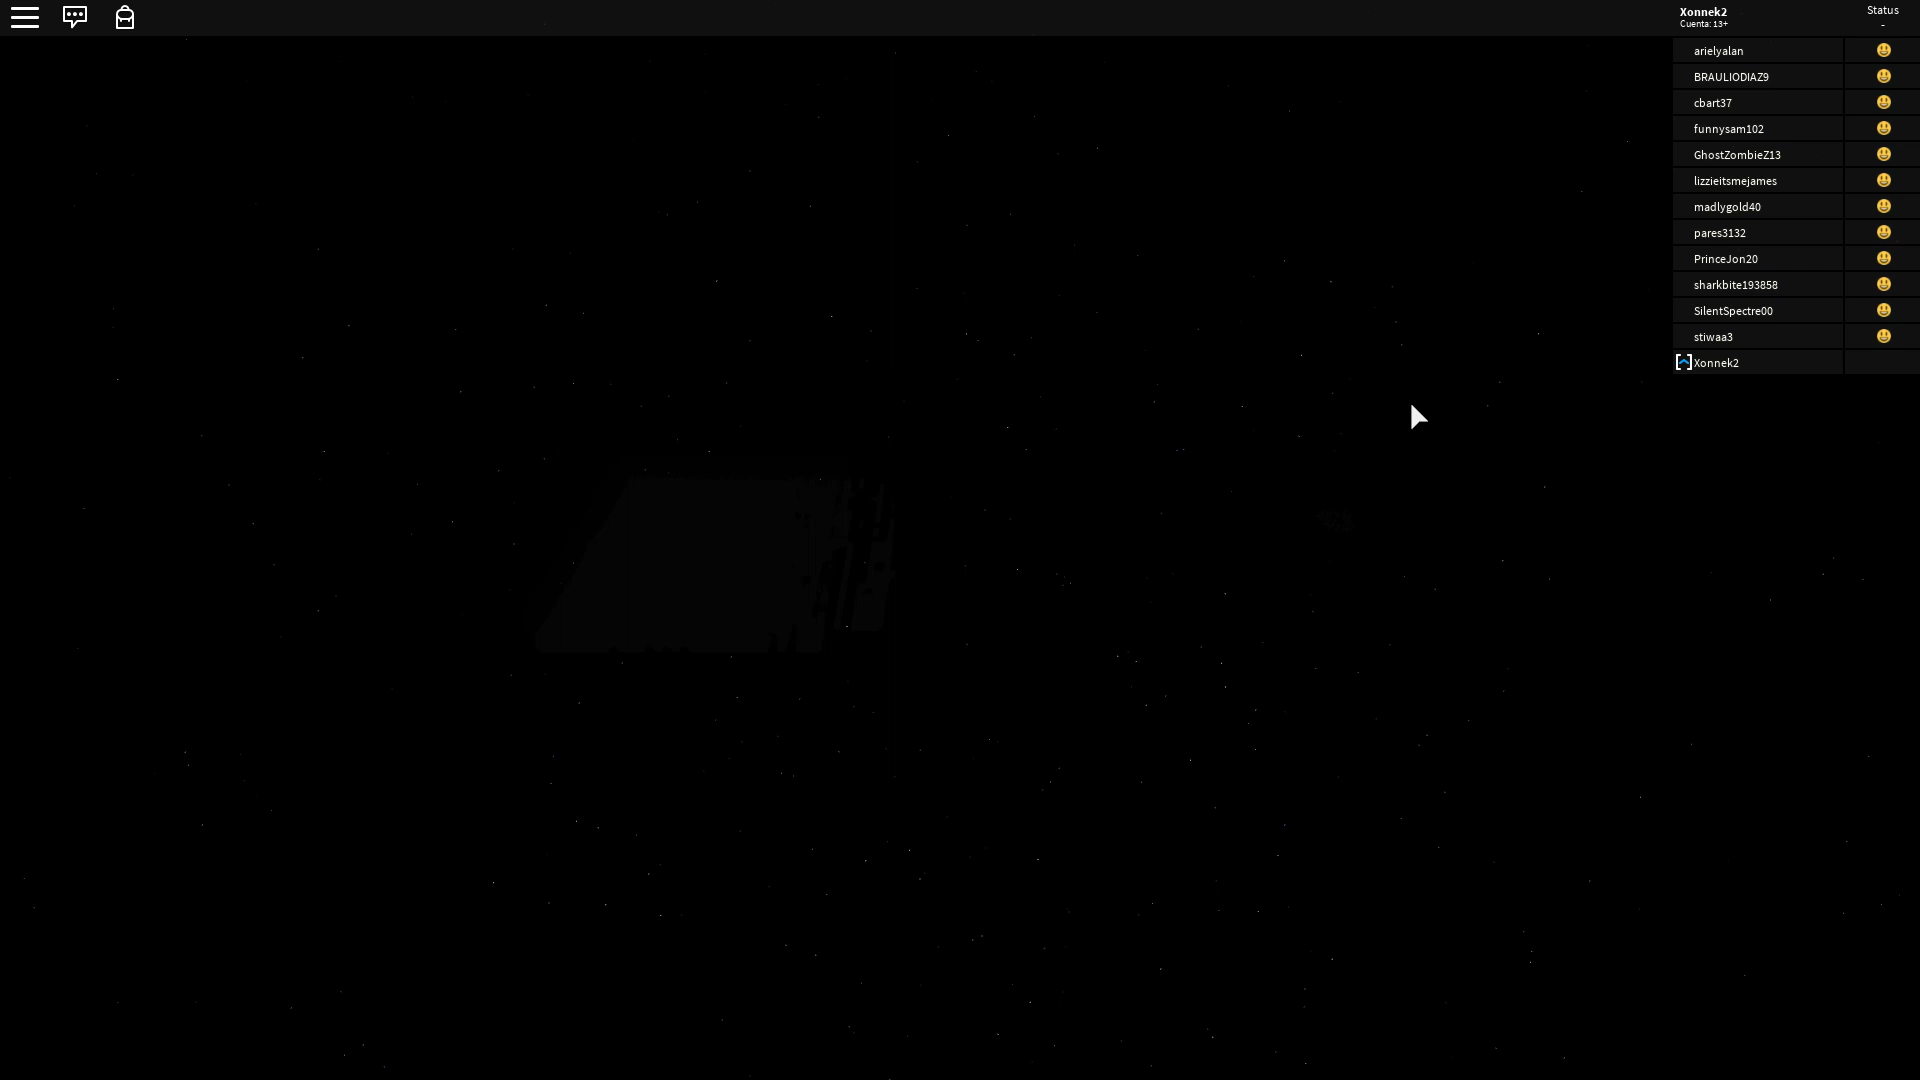 Xonnek2 Status
Cuenta: 13+ -
arielyalan
BRAULIODIAZ9
cbart37
funnysam102
GhostZombieZ13
lizzieitsmejames
madlygold40
pares3132
PrinceJon20
sharkbite193858
SilentSpectre00
stiwaa3
Xonnek2